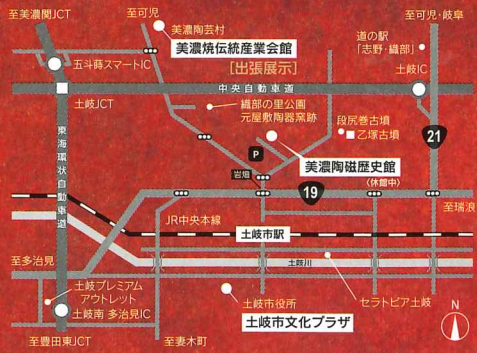 至美濃関JCT
至可児
至可児・岐阜
美濃陶芸村
美濃焼伝統産業会館
[出張展示]
道の駅
「志野・織部」
五斗蒔スマートIC
土岐IC
中央自動車道
土岐JCT
織部の里公園
元屋敷陶器窯跡
段尻巻古墳
乙塚古墳
21
東海環状自動車道
P
岩畑
美濃陶磁歴史館
〈休館中〉
19
至瑞浪
JR中央本線
土岐市駅
至多治見
土岐川
土岐プレミアム
アウトレット
セラトピア土岐
土岐市役所
土岐南 多治見IC
土岐市文化プラザ
至豊田東JCT
至妻木町
N